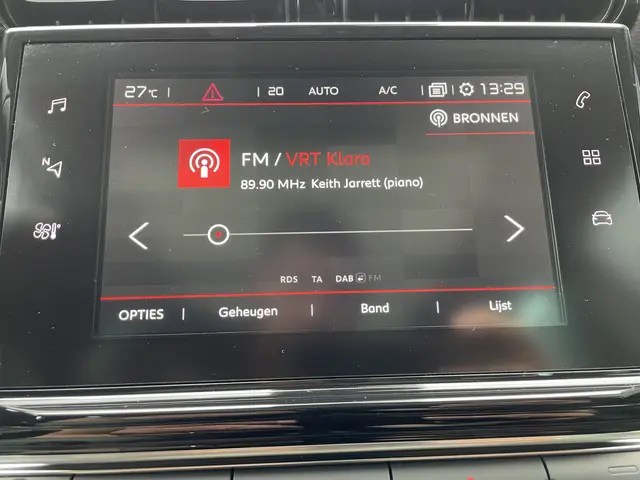 27°C 20 AUTO A/C 13:29
BRONNEN
FM / VRT Klara
89.90 MHz Keith Jarrett (piano)
RDS TA DAB FM
OPTIES Geheugen Band Lijst
N